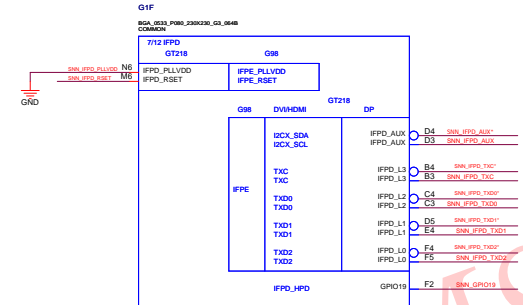 G1F
BGA_0533_P080_230X230_G3_064B
COMMON
7/12 IFPD
GT218 G98
SNN_IFPD_PLLVDD N6 IFPD_PLLVDD IFPE_PLLVDD
SNN_IFPD_RSET M6 IFPD_RSET IFPE_RSET
GND
GT218
G98 DVI/HDMI DP
I2CX_SDA IFPD_AUX D4 SNN_IFPD_AUX*
I2CX_SCL IFPD_AUX D3 SNN_IFPD_AUX
TXC IFPD_L3 B4 SNN_IFPD_TXC*
TXC IFPD_L3 B3 SNN_IFPD_TXC
IFPE
TXD0 IFPD_L2 C4 SNN_IFPD_TXD0*
TXD0 IFPD_L2 C3 SNN_IFPD_TXD0
TXD1 IFPD_L1 D5 SNN_IFPD_TXD1*
TXD1 IFPD_L1 E4 SNN_IFPD_TXD1
TXD2 IFPD_L0 F4 SNN_IFPD_TXD2*
TXD2 IFPD_L0 F5 SNN_IFPD_TXD2
IFPD_HPD GPIO19 F2 SNN_GPIO19